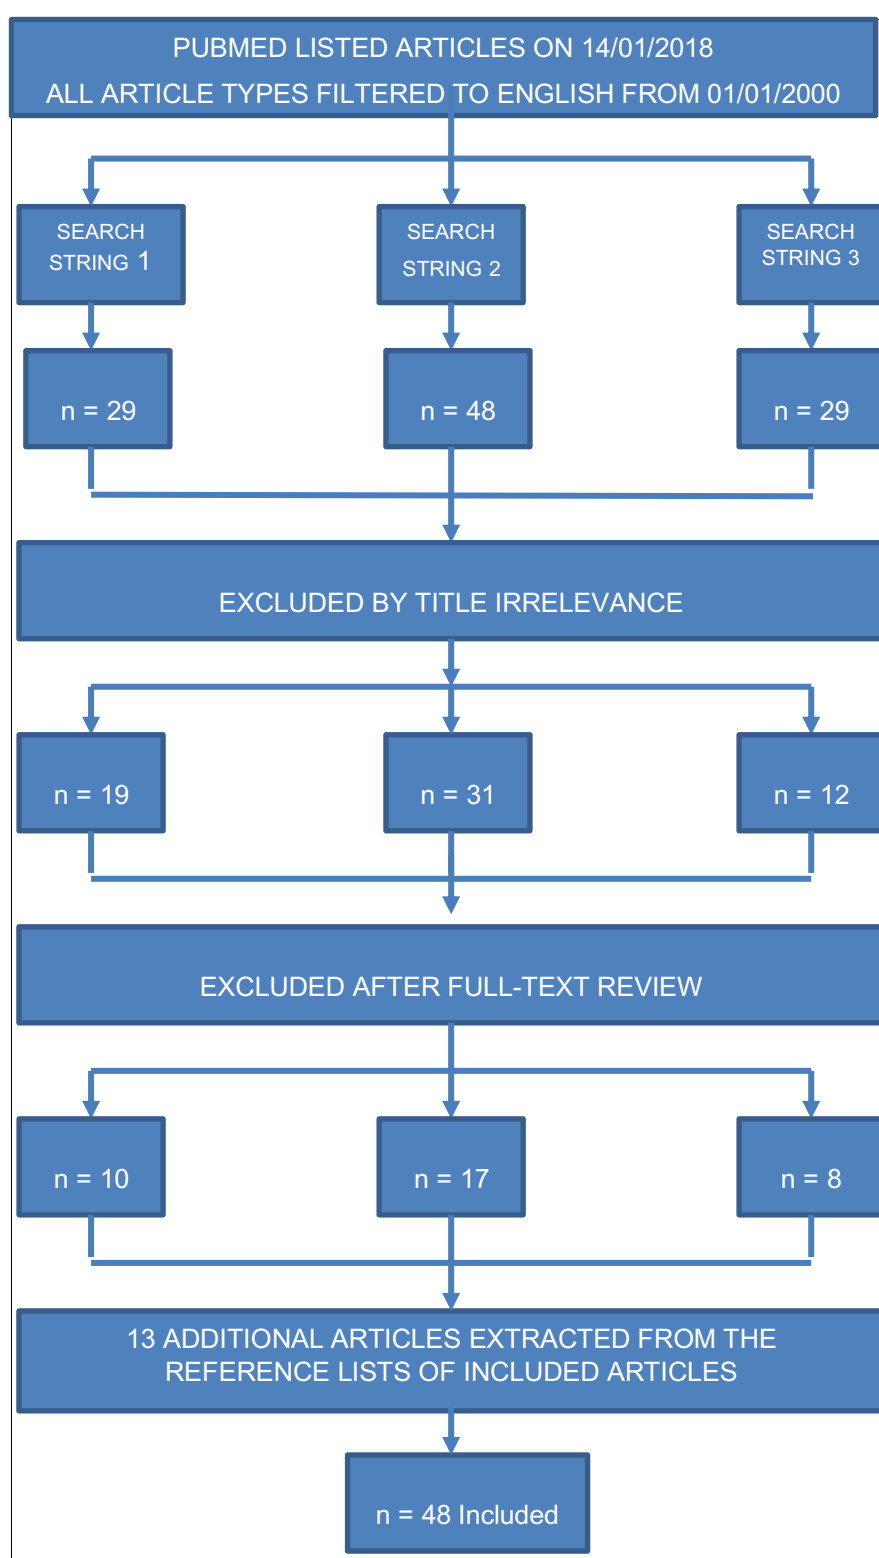 PUBMED LISTED ARTICLES ON 14/01/2018
ALL ARTICLE TYPES FILTERED TO ENGLISH FROM 01/01/2000
SEARCH
STRING 1
SEARCH
STRING 2
SEARCH
STRING 3
n = 29
n = 48
n = 29
EXCLUDED BY TITLE IRRELEVANCE
n = 19
n = 31
n = 12
EXCLUDED AFTER FULL-TEXT REVIEW
n = 10
n = 17
n = 8
13 ADDITIONAL ARTICLES EXTRACTED FROM THE
REFERENCE LISTS OF INCLUDED ARTICLES
n = 48 Included